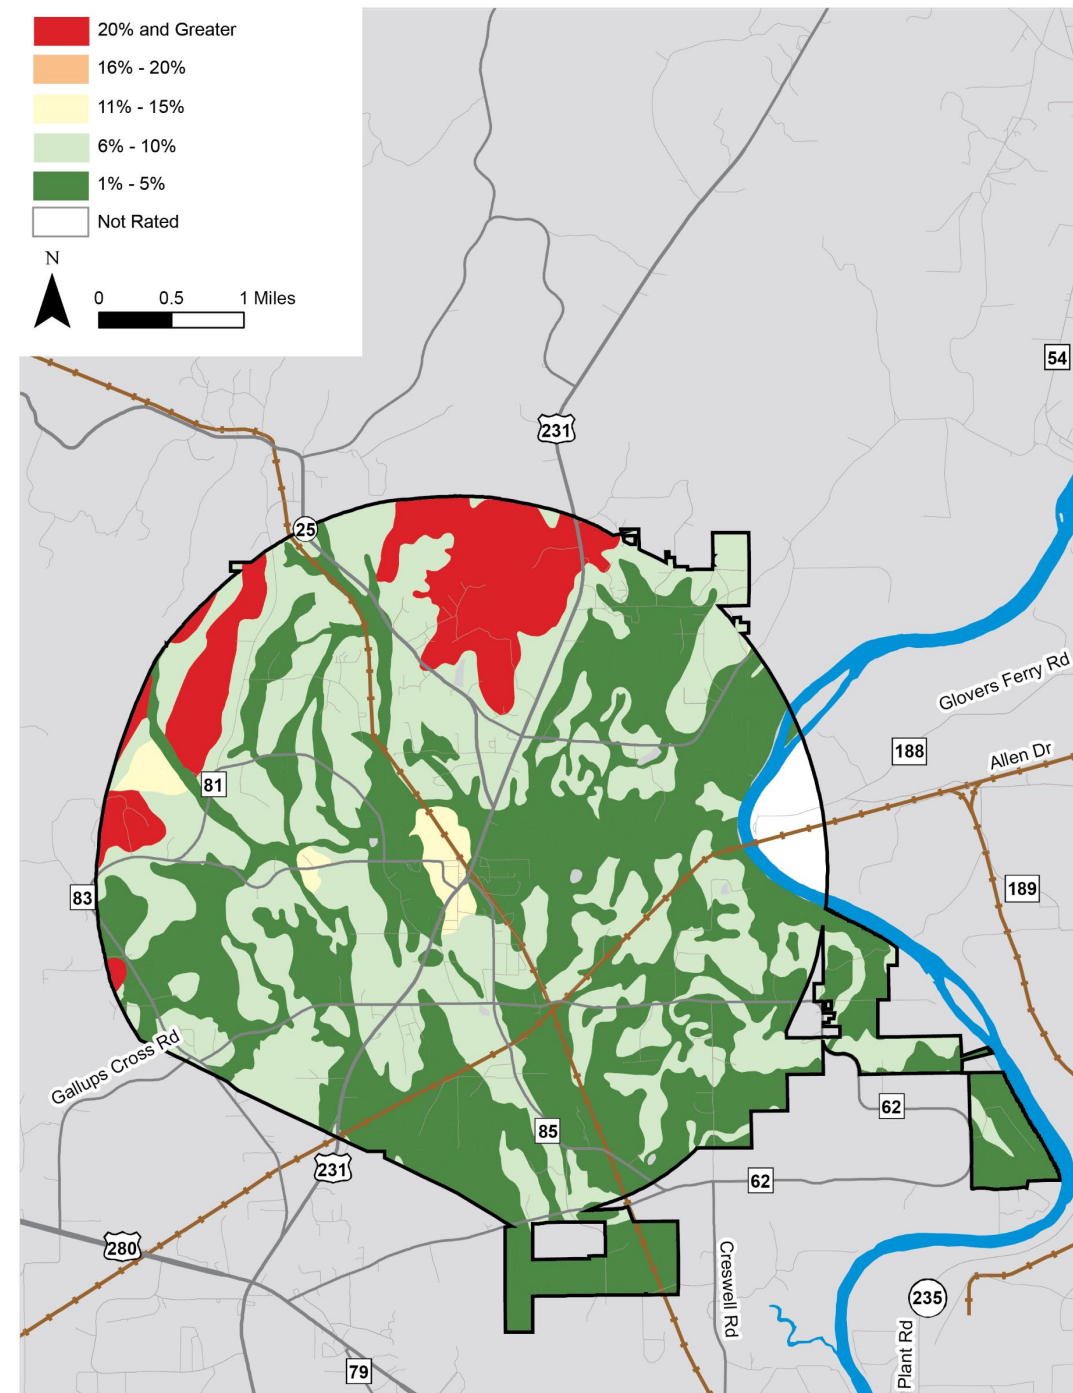 20% and Greater
16% - 20%
11% - 15%
6% - 10%
1% - 5%
Not Rated
N
0 0.5 1 Miles
54
231
25
Glovers Ferry Rd
188
Allen Dr
81
83
189
Gallups Cross Rd
62
85
231
62
280
Creswell Rd
235
Plant Rd
79